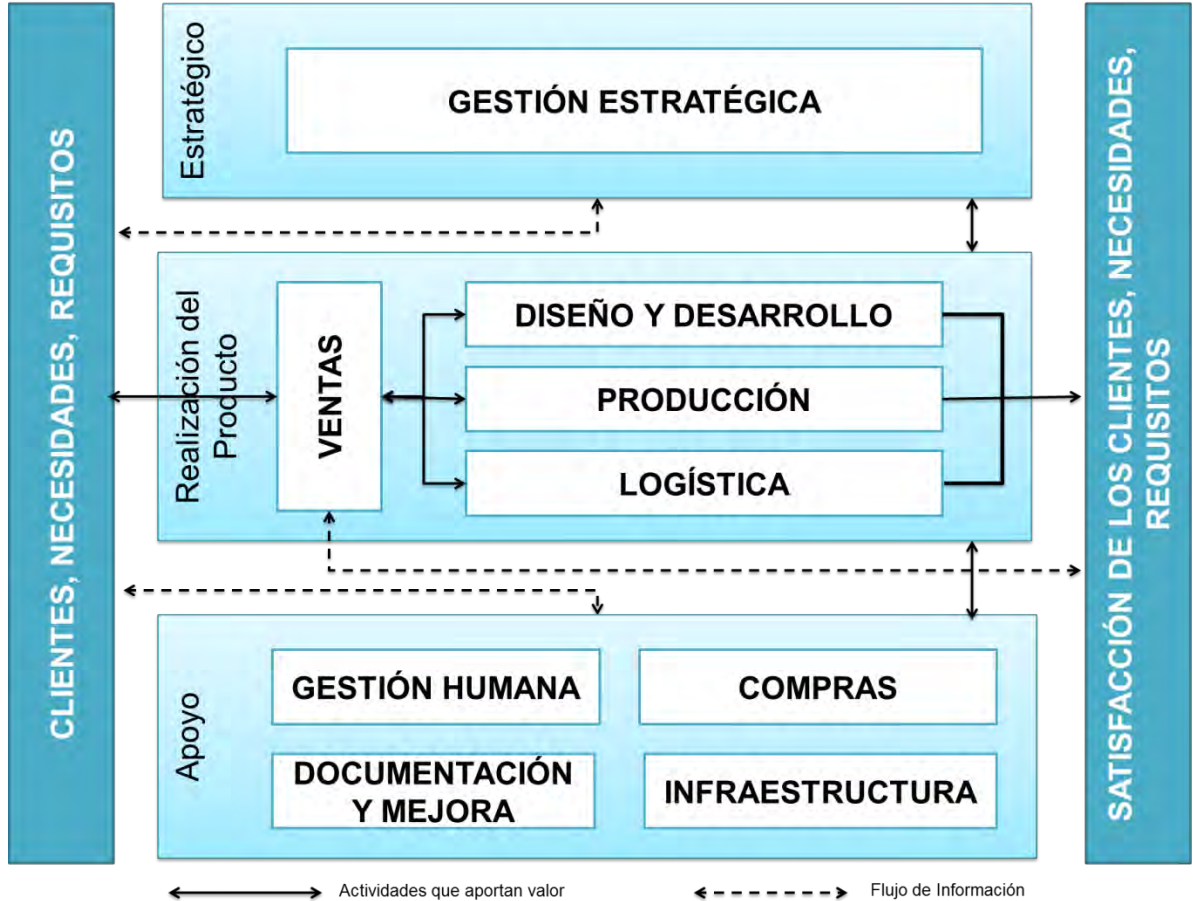 CLIENTES, NECESIDADES, REQUISITOS
Estratégico
GESTIÓN ESTRATÉGICA
Realización del
Producto
VENTAS
DISEÑO Y DESARROLLO
PRODUCCIÓN
LOGÍSTICA
Apoyo
GESTIÓN HUMANA
COMPRAS
DOCUMENTACIÓN
Y MEJORA
INFRAESTRUCTURA
SATISFACCIÓN DE LOS CLIENTES, NECESIDADES,
REQUISITOS
Actividades que aportan valor
Flujo de Información